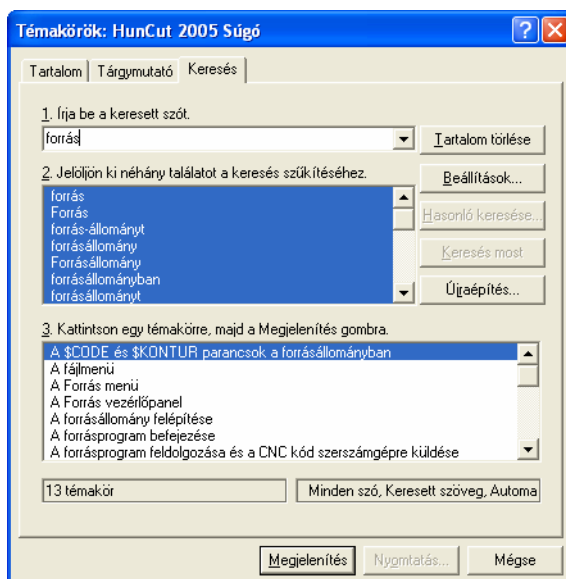 Témakörök: HunCut 2005 Súgó
Tartalom Tárgymutató Keresés
1. Írja be a keresett szót.
forrás
Tartalom törlése
2. Jelöljön ki néhány találatot a keresés szűkítéséhez.
Beállítások...
forrás
Forrás
forrás-állományt
forrásállomány
Forrásállomány
forrásállományban
forrásállományt
Hasonló keresése...
Keresés most
Újraépítés...
3. Kattintson egy témakörre, majd a Megjelenítés gombra.
A $CODE és $KONTUR parancsok a forrásállományban
A fájlmenü
A Forrás menü
A Forrás vezérlőpanel
A forrásállomány felépítése
A forrásprogram befejezése
A forrásprogram feldolgozása és a CNC kód szerszámgépre küldése
13 témakör
Minden szó, Keresett szöveg, Automa
Megjelenítés Nyomtatás... Mégse